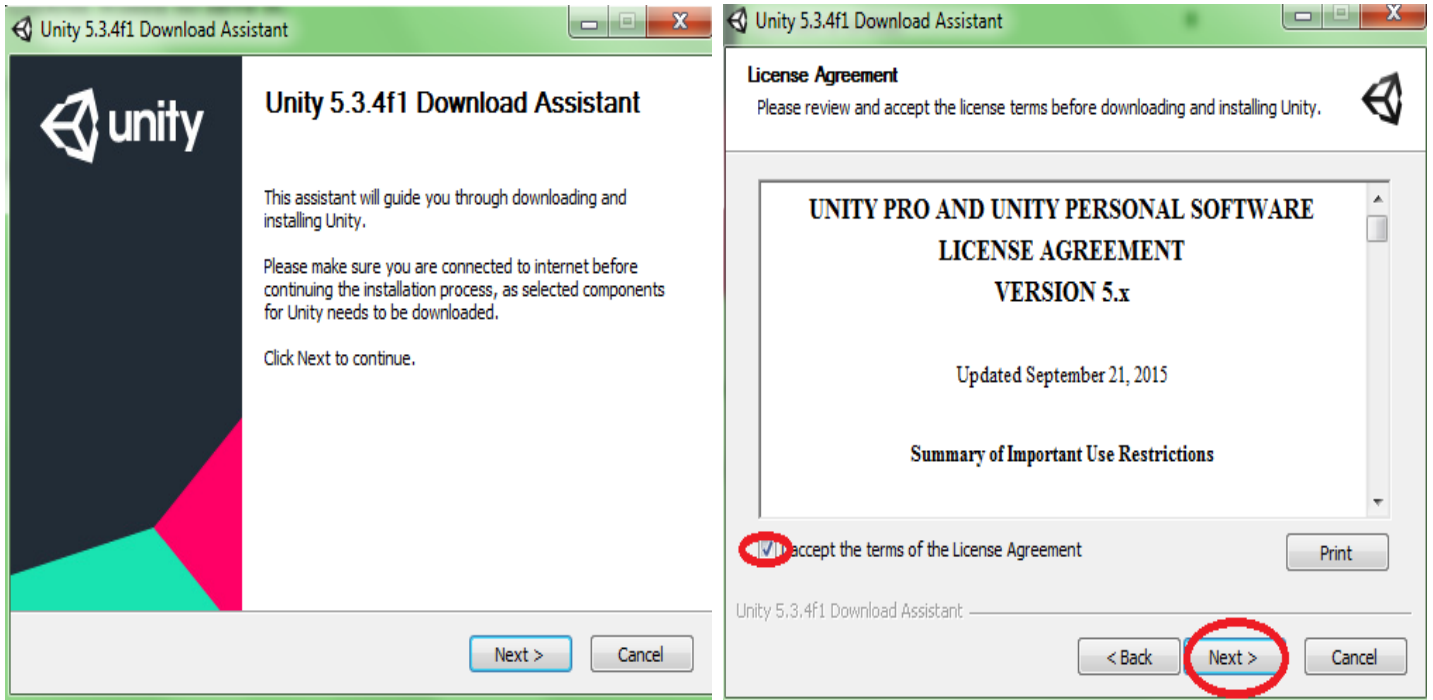 Unity 5.3.4f1 Download Assistant
unity
Unity 5.3.4f1 Download Assistant
This assistant will guide you through downloading and
installing Unity.
Please make sure you are connected to internet before
continuing the installation process, as selected components
for Unity needs to be downloaded.
Click Next to continue.
Next >
Cancel
Unity 5.3.4f1 Download Assistant
License Agreement
Please review and accept the license terms before downloading and installing Unity.
UNITY PRO AND UNITY PERSONAL SOFTWARE
LICENSE AGREEMENT
VERSION 5.x
Updated September 21, 2015
Summary of Important Use Restrictions
I accept the terms of the License Agreement
Print
Unity 5.3.4f1 Download Assistant
< Back
Next >
Cancel